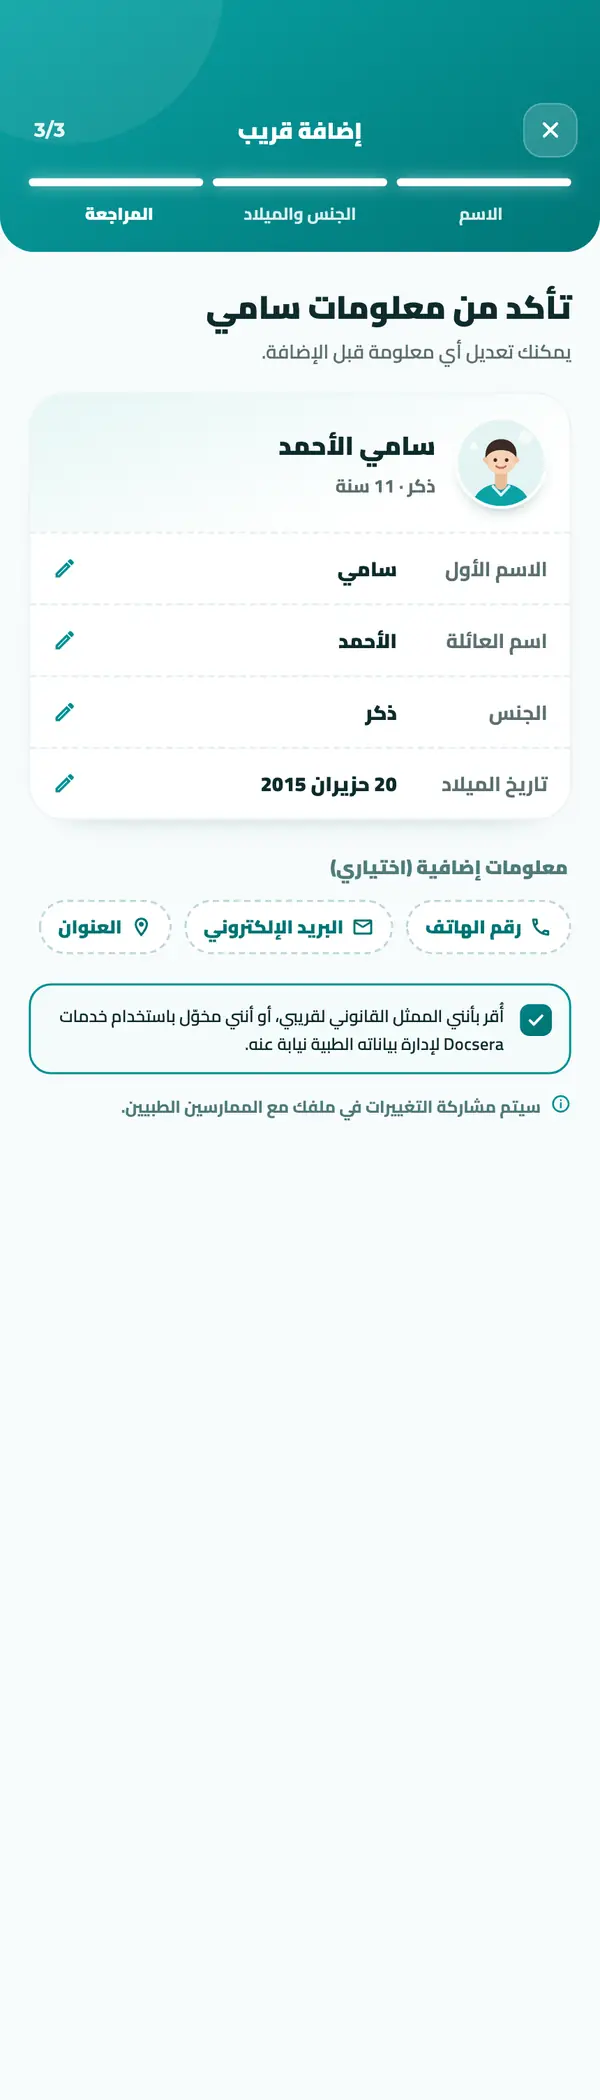 إضافة قريب
3/3
الاسم
الجنس والميلاد
المراجعة
تأكد من معلومات سامي
يمكنك تعديل أي معلومة قبل الإضافة.
سامي الأحمد
ذكر · 11 سنة
الاسم الأول سامي
اسم العائلة الأحمد
الجنس ذكر
تاريخ الميلاد 20 حزيران 2015
معلومات إضافية (اختياري)
رقم الهاتف
البريد الإلكتروني
العنوان
أُقر بأنني الممثل القانوني لقريبي، أو أنني مخوّل باستخدام خدمات
Docsera لإدارة بياناته الطبية نيابة عنه.
سيتم مشاركة التغييرات في ملفك مع الممارسين الطبيين.